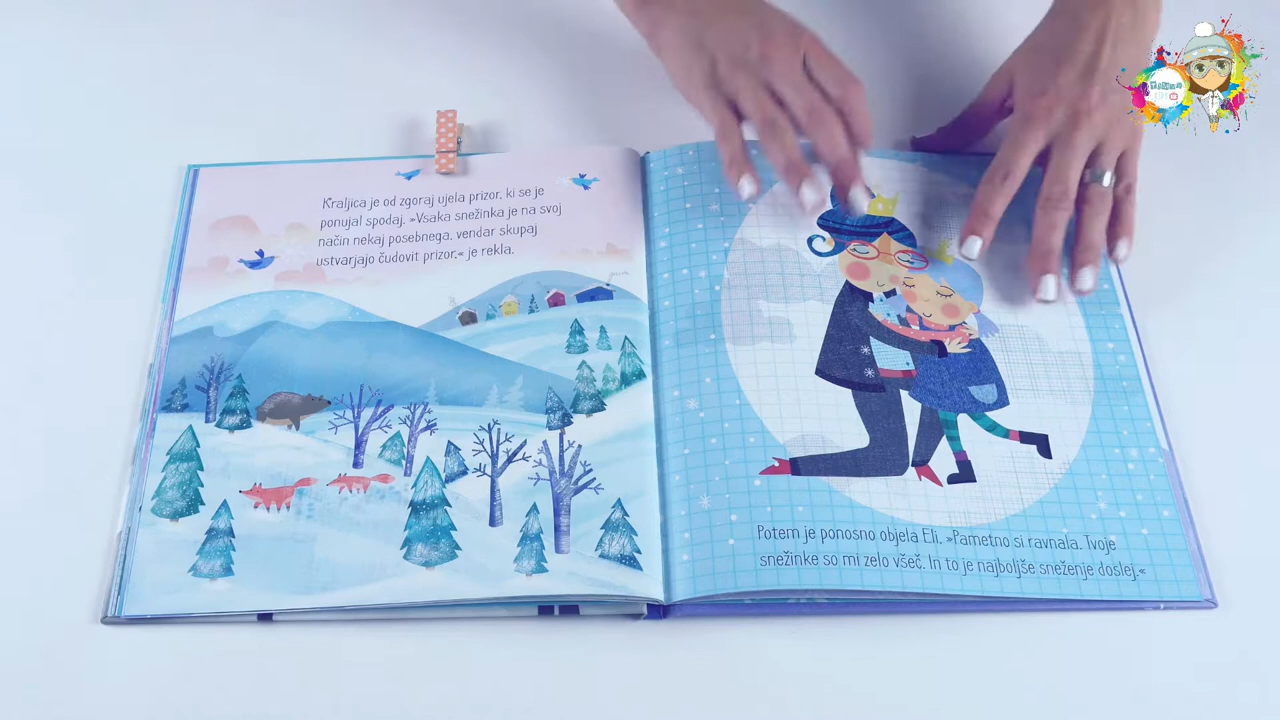 Kraljica je od zgoraj ujela prizor, ki se je
ponujal spodaj. »Vsaka snežinka je na svoj
način nekaj posebnega, vendar skupaj
ustvarjajo čudovit prizor,« je rekla.
Potem je ponosno objela Eli. »Pametno si ravnala. Tvoje
snežinke so mi zelo všeč. In to je najboljše sneženje doslej.«